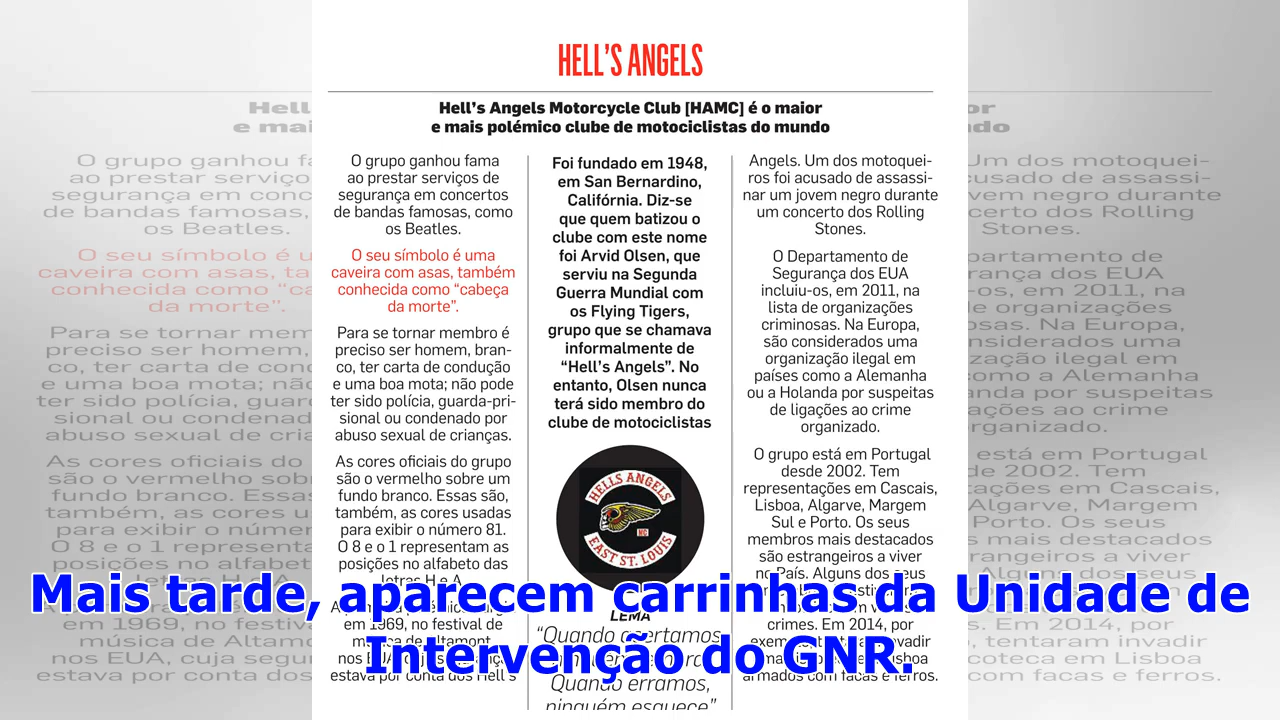 HELL'S ANGELS
Hell's Angels Motorcycle Club [HAMC] é o maior
e mais polémico clube de motociclistas do mundo
O grupo ganhou fama
ao prestar serviços de
segurança em concertos
de bandas famosas, como
os Beatles.
O seu símbolo é uma
caveira com asas, também
conhecida como “cabeça
da morte”.
Para se tornar membro é
preciso ser homem, bran-
co, ter carta de condução
e uma boa mota; não pode
ter sido polícia, guarda-pri-
sional ou condenado por
abuso sexual de crianças.
As cores oficiais do grupo
são o vermelho sobre um
fundo branco. Essas são,
também, as cores usadas
para exibir o número 81.
O 8 e o 1 representam as
posições no alfabeto das
letras H e A.
em 1969, no festival de
música de Altamont
nos EUA, cuja
estava por conta dos Hell's
Foi fundado em 1948,
em San Bernardino,
Califórnia. Diz-se
que quem batizou o
clube com este nome
foi Arvid Olsen, que
serviu na Segunda
Guerra Mundial com
os Flying Tigers,
grupo que se chamava
informalmente de
“Hell's Angels”. No
entanto, Olsen nunca
terá sido membro do
clube de motociclistas
HELLS ANGELS
MC
EAST ST. LOUIS
LEMA
“Quando acertamos
Quando erramos,
ninguém esquece”
Angels. Um dos motoquei-
ros foi acusado de assassi-
nar um jovem negro durante
um concerto dos Rolling
Stones.
O Departamento de
Segurança dos EUA
incluiu-os, em 2011, na
lista de organizações
criminosas. Na Europa,
são considerados uma
organização ilegal em
países como a Alemanha
ou a Holanda por suspeitas
de ligações ao crime
organizado.
O grupo está em Portugal
desde 2002. Tem
representações em Cascais,
Lisboa, Algarve, Margem
Sul e Porto. Os seus
membros mais destacados
são estrangeiros a viver
no País. Alguns dos seus
crimes. Em 2014, por
armados com facas e ferros.
Mais tarde, aparecem carrinhas da Unidade de
Intervenção do GNR.